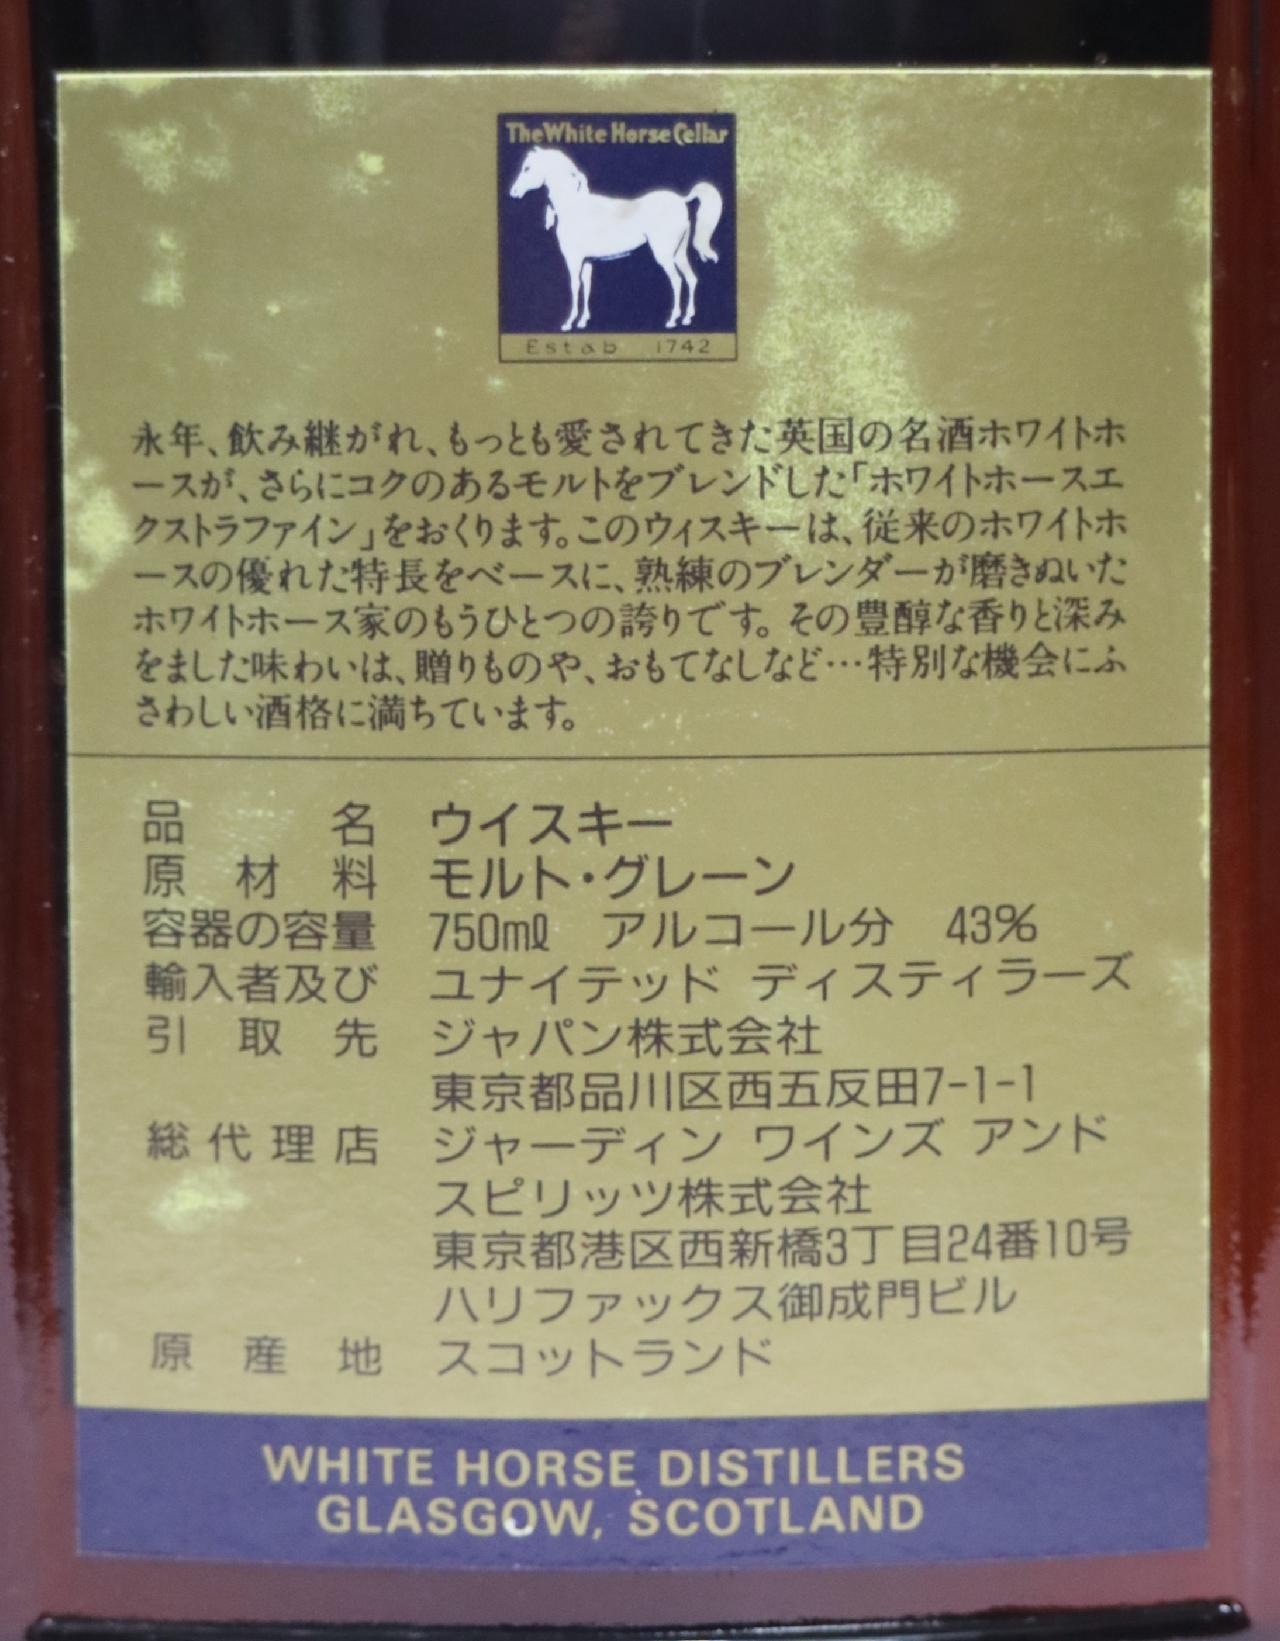 The White Horse Cellar
Estab 1742
永年、飲み継がれ、もっとも愛されてきた英国の名酒ホワイトホ
ースが、さらにコクのあるモルトをブレンドした「ホワイトホースエ
クストラファイン」をおくります。このウィスキーは、従来のホワイトホ
ースの優れた特長をベースに、熟練のブレンダーが磨きぬいた
ホワイトホース家のもうひとつの誇りです。その豊醇な香りと深み
をました味わいは、贈りものや、おもてなしなど…特別な機会にふ
さわしい酒格に満ちています。
品名 ウイスキー
原材料 モルト・グレーン
容器の容量 750ml アルコール分 43%
輸入者及び ユナイテッド ディスティラーズ
引取先 ジャパン株式会社
東京都品川区西五反田7-1-1
総代理店 ジャーディン ワインズ アンド
スピリッツ株式会社
東京都港区西新橋3丁目24番10号
ハリファックス御成門ビル
原産地 スコットランド
WHITE HORSE DISTILLERS
GLASGOW, SCOTLAND